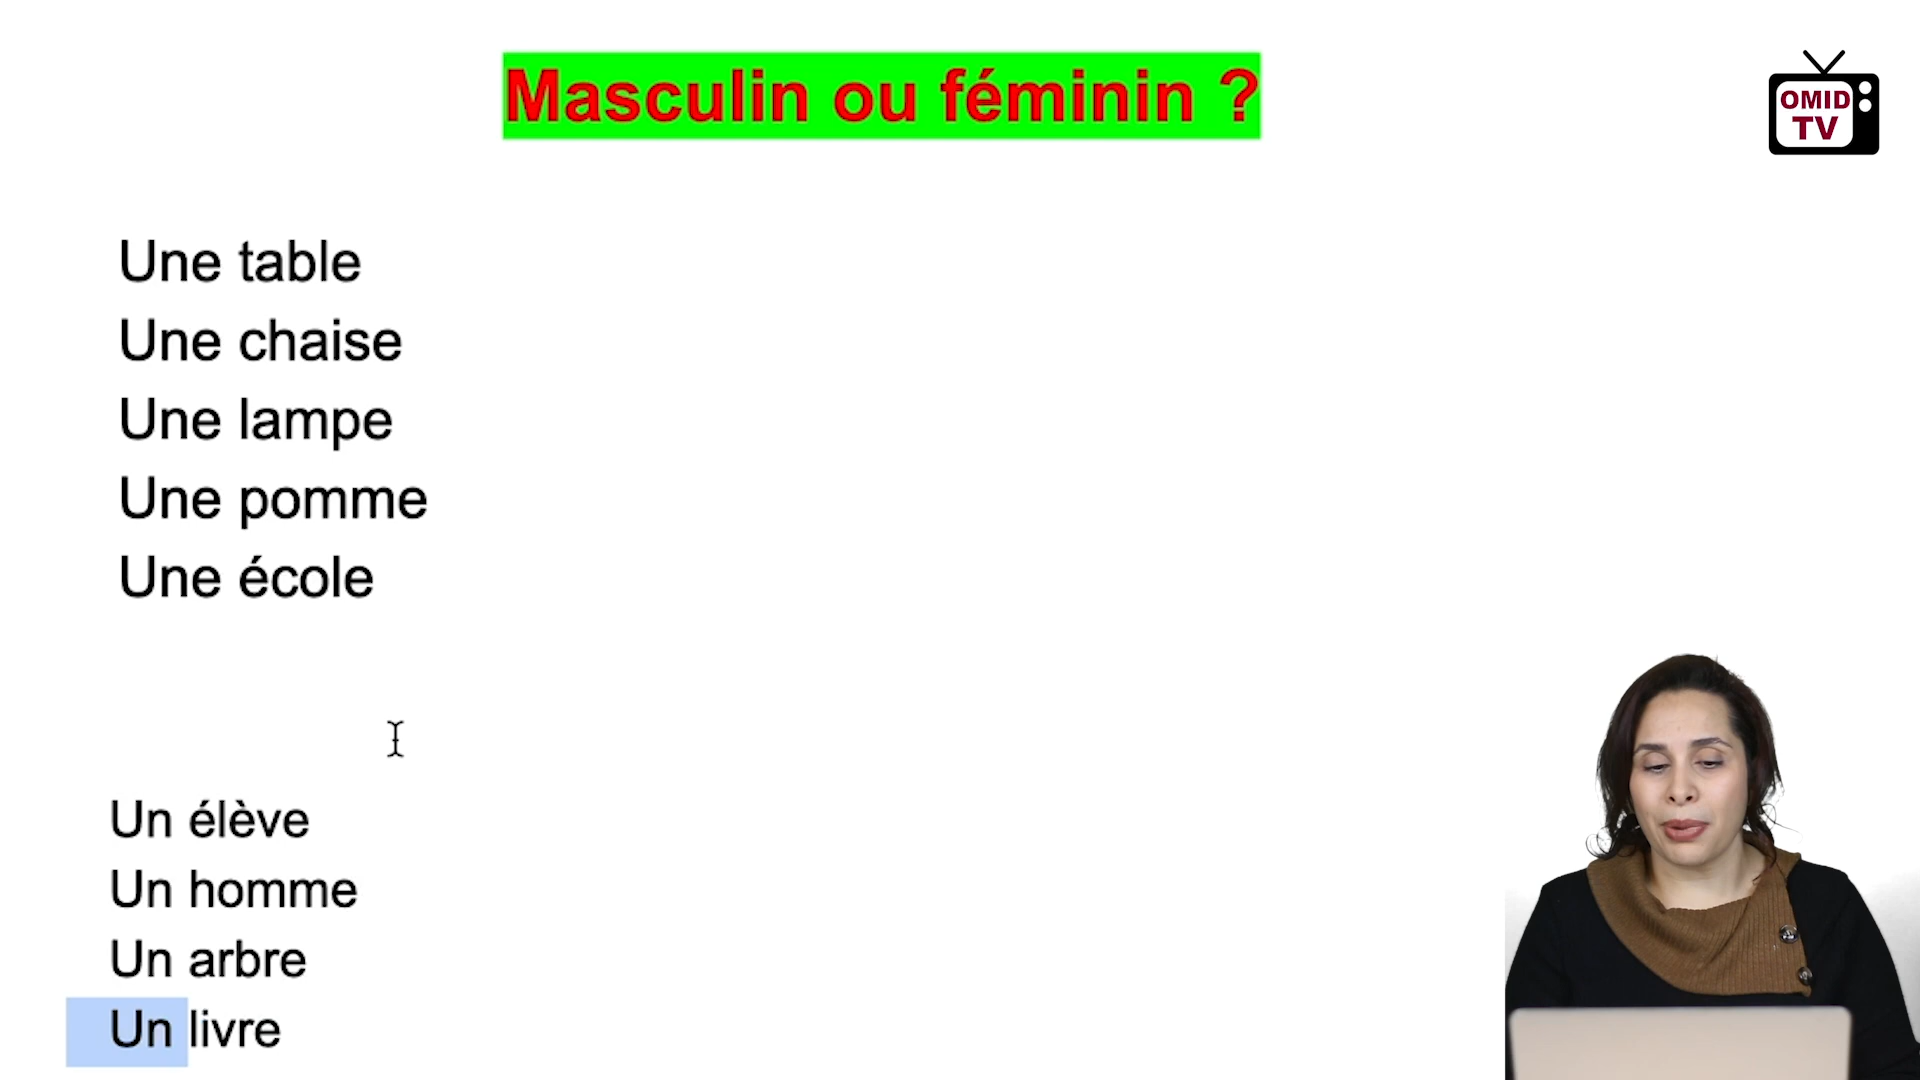 Masculin ou féminin ?
OMID
TV
Une table
Une chaise
Une lampe
Une pomme
Une école
Un élève
Un homme
Un arbre
Un livre